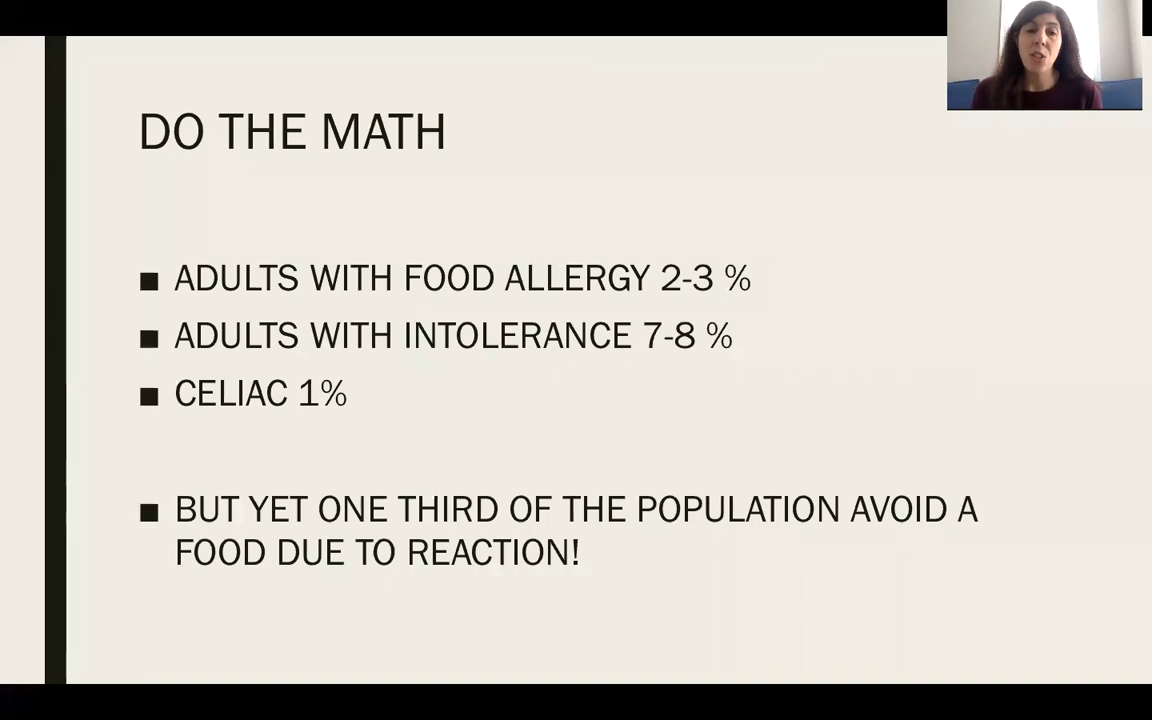 DO THE MATH
■ ADULTS WITH FOOD ALLERGY 2-3 %
■ ADULTS WITH INTOLERANCE 7-8 %
■ CELIAC 1%
■ BUT YET ONE THIRD OF THE POPULATION AVOID A
FOOD DUE TO REACTION!